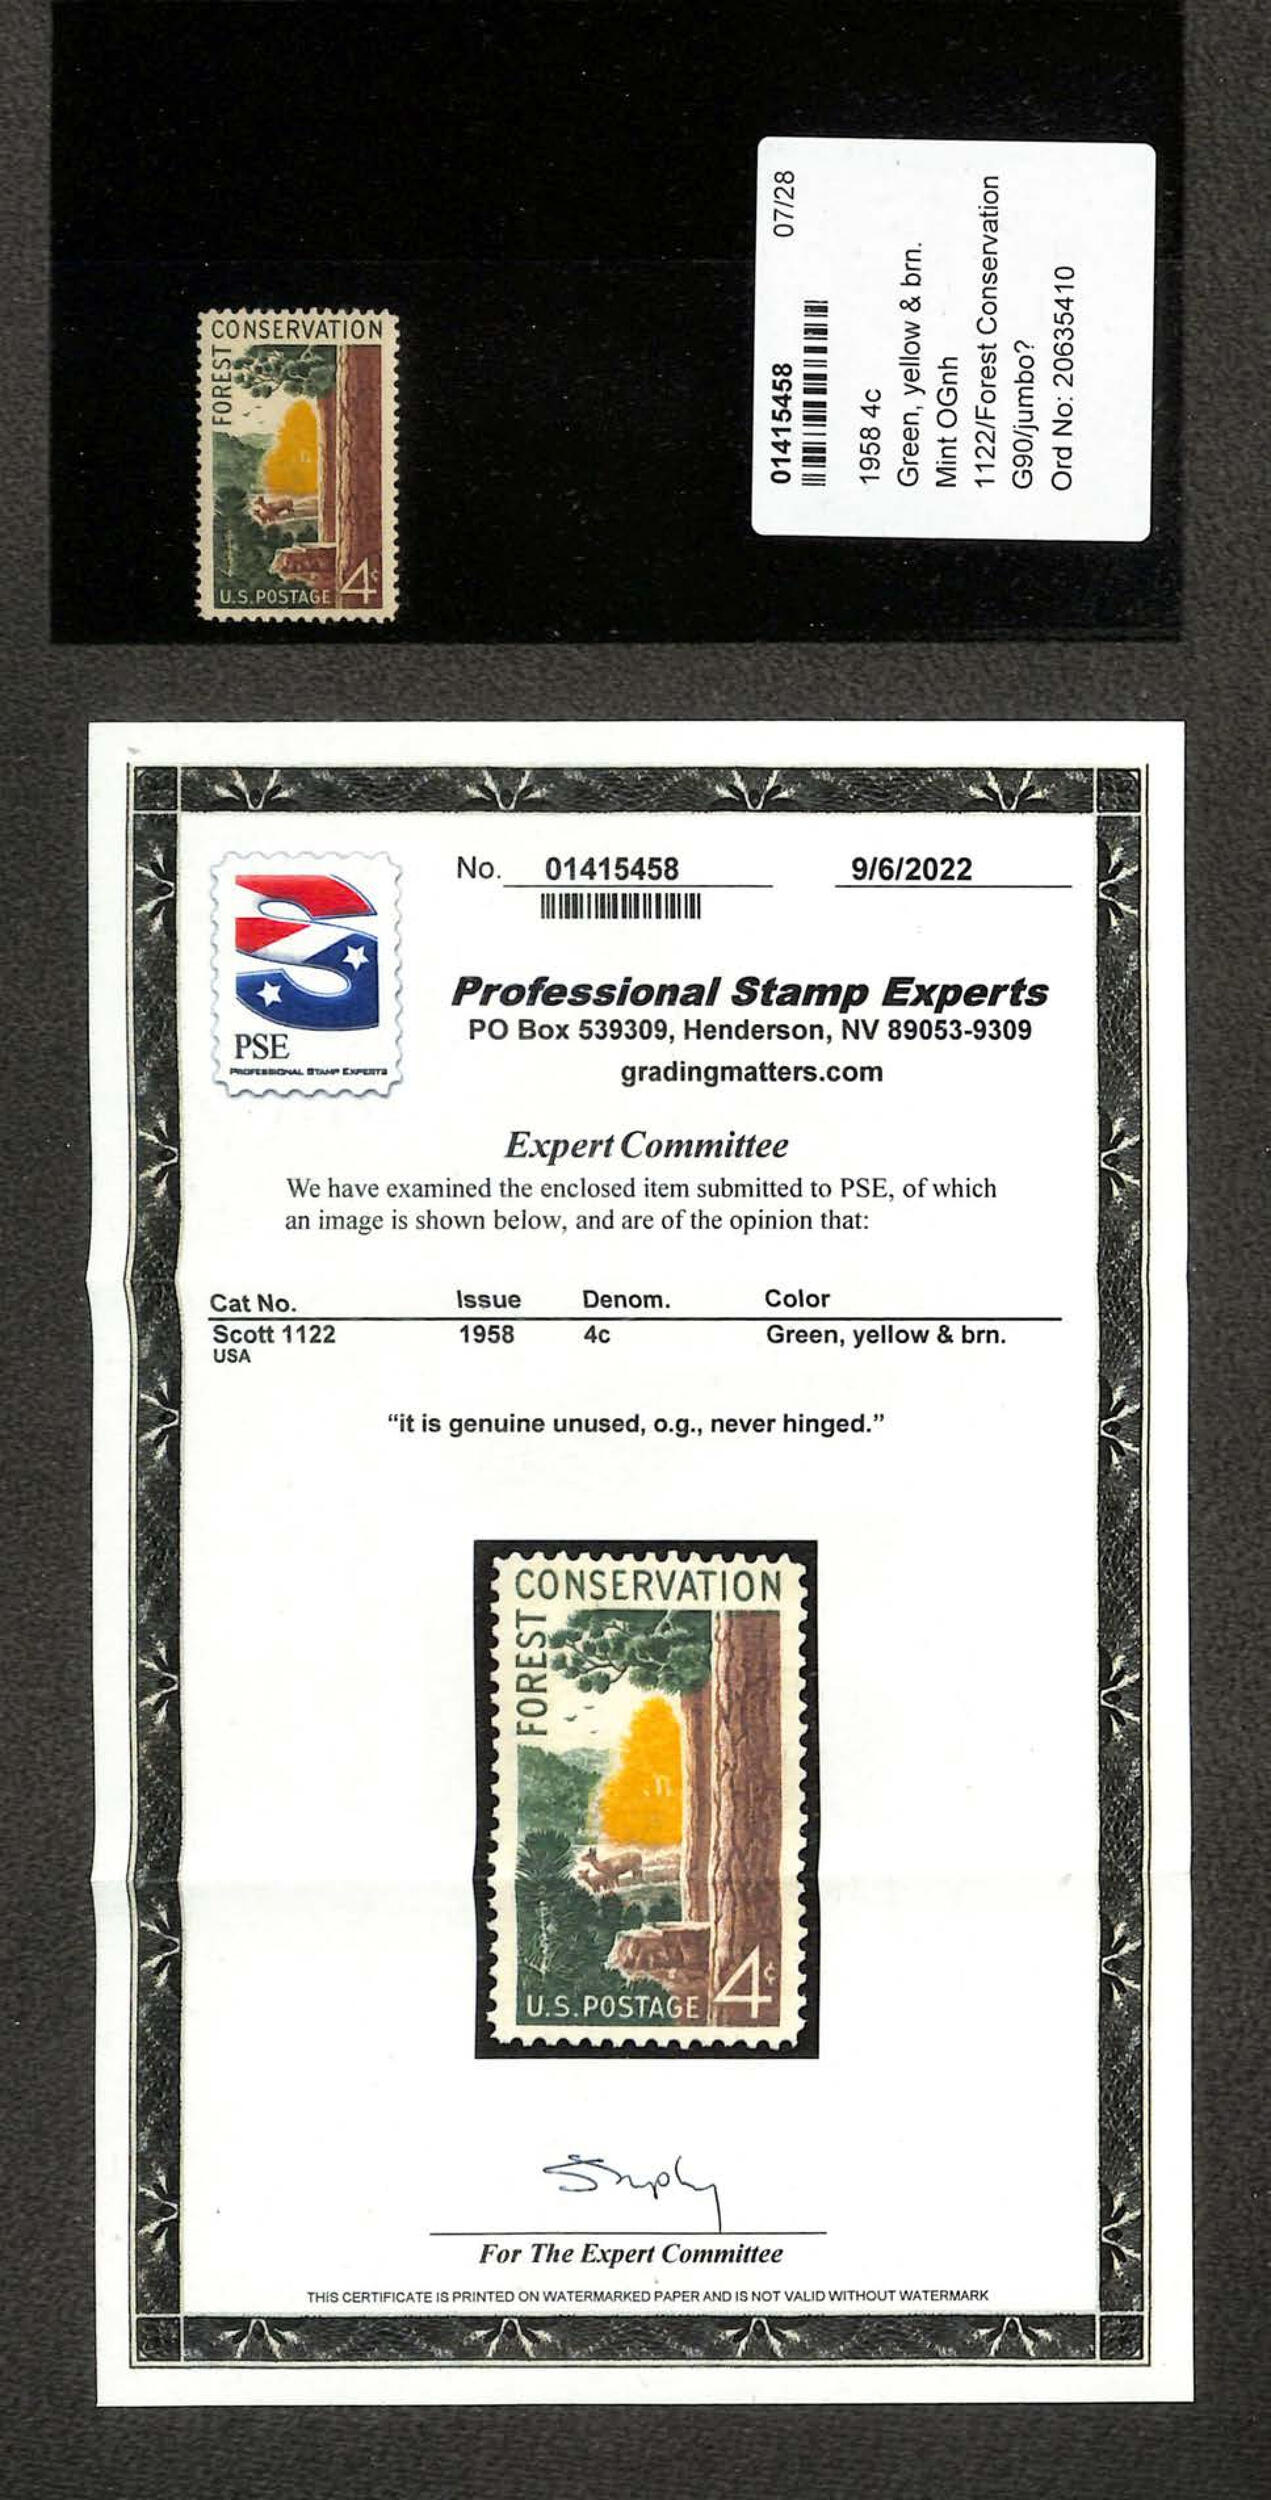 CONSERVATION
FOREST
U.S. POSTAGE 4¢
01415458 07/28
1958 4c
Green, yellow & brn.
Mint OGnh
1122/Forest Conservation
G90/jumbo?
Ord No: 20635410
No. 01415458 9/6/2022
PSE
PROFESSIONAL STAMP EXPERTS
Professional Stamp Experts
PO Box 539309, Henderson, NV 89053-9309
gradingmatters.com
Expert Committee
We have examined the enclosed item submitted to PSE, of which
an image is shown below, and are of the opinion that:
Cat No. Issue Denom. Color
Scott 1122 1958 4c Green, yellow & brn.
USA
“it is genuine unused, o.g., never hinged.”
CONSERVATION
FOREST
U.S. POSTAGE 4¢
For The Expert Committee
THIS CERTIFICATE IS PRINTED ON WATERMARKED PAPER AND IS NOT VALID WITHOUT WATERMARK